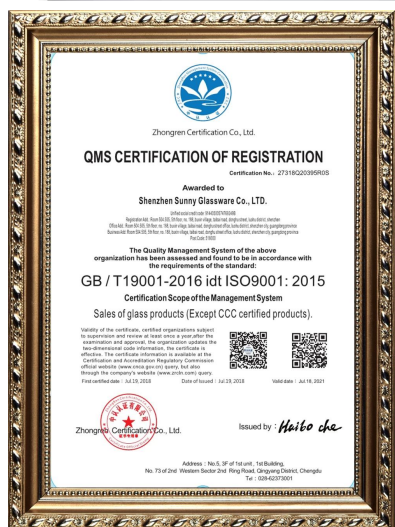 Zhongren Certification Co., Ltd.
QMS CERTIFICATION OF REGISTRATION
Certification No.: 27318Q20395R0S
Awarded to
Shenzhen Sunny Glassware Co., LTD.
The Quality Management System of the above
organization has been assessed and found to be in accordance with
the requirements of the standard:
GB / T19001-2016 idt ISO9001: 2015
Certification Scope of the Management System
Sales of glass products (Except CCC certified products).
Validity of the certificate, certified organizations subject
to supervision and review at least once a year,after the
examination and approval, the organization updates the
two-dimensional code information, the certificate is
effective. The certificate information is available at the
Certification and Accreditation Regulatory Commission
official website (www.cnca.gov.cn) query, but also
through the company's website (www.zrcln.com) query.
First certified date : Jul 19, 2018 Date of Issued : Jul 19, 2018 Valid date : Jul 18, 2021
Zhongren Certification Co., Ltd.
Issued by : Haibo che
Address : No.5, 3F of 1st unit, 1st Building,
No. 73 of 2nd Western Sector 2nd Ring Road, Qingyang District, Chengdu
Tel : 028-62373001